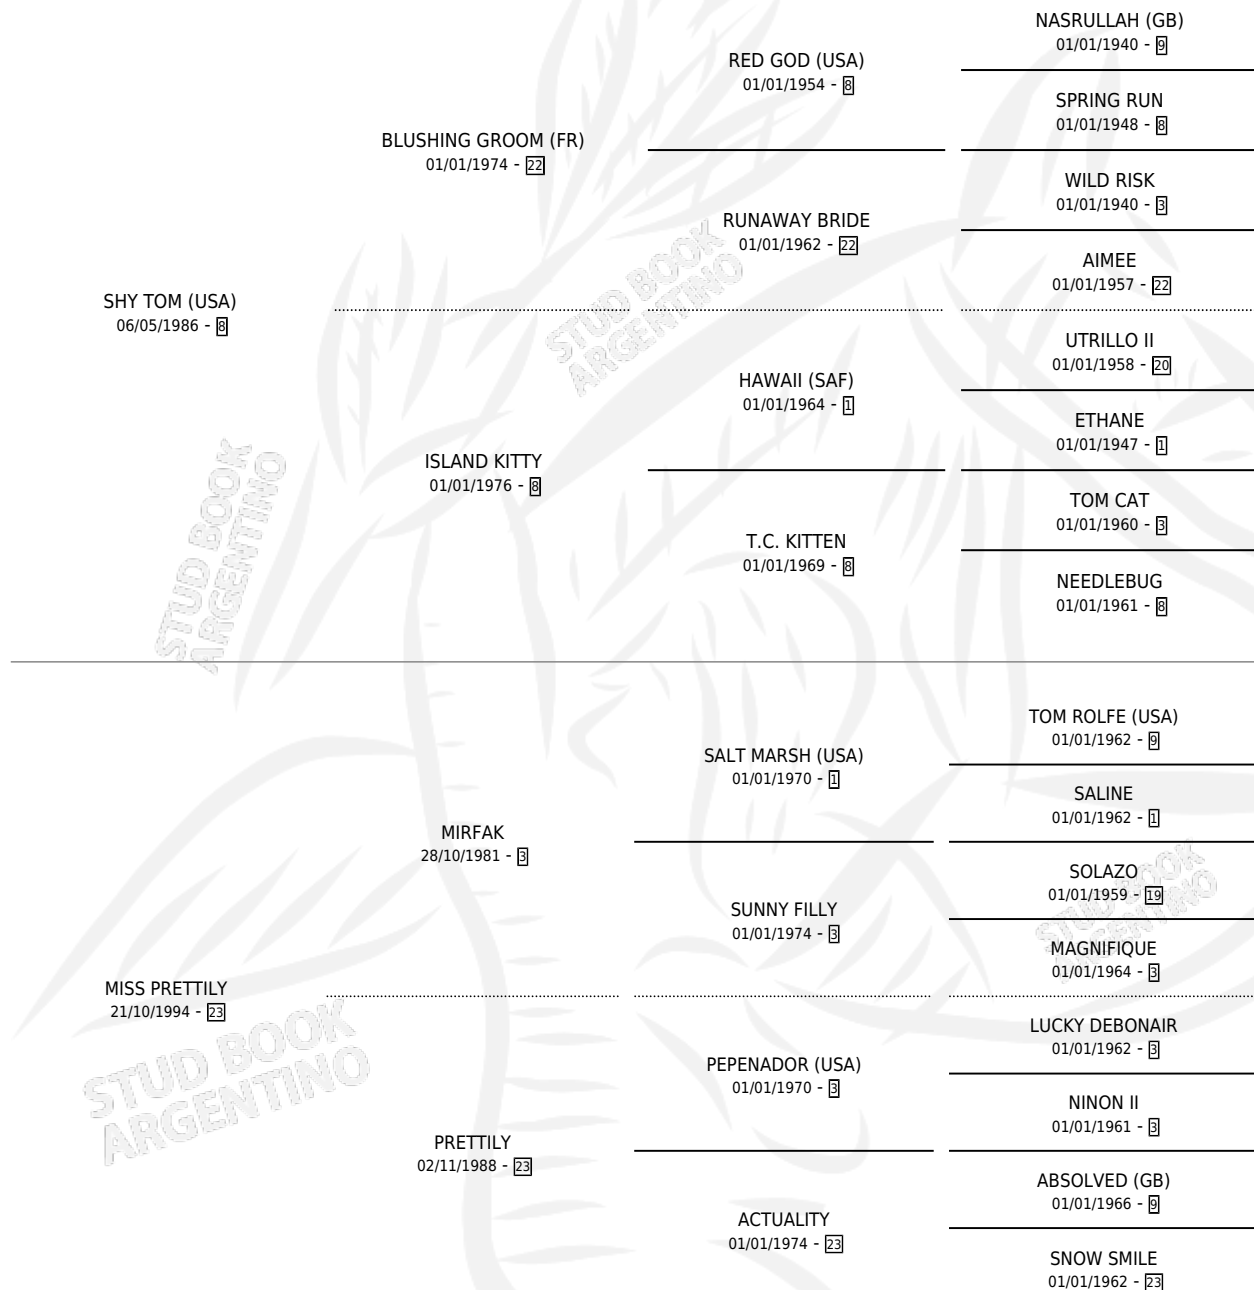 NASRULLAH (GB)
01/01/1940 - 9
RED GOD (USA)
01/01/1954 - 8
SPRING RUN
01/01/1948 - 8
BLUSHING GROOM (FR)
01/01/1974 - 22
WILD RISK
01/01/1940 - 3
RUNAWAY BRIDE
01/01/1962 - 22
AIMEE
01/01/1957 - 22
SHY TOM (USA)
06/05/1986 - 8
UTRILLO II
01/01/1958 - 20
HAWAII (SAF)
01/01/1964 - 1
ETHANE
01/01/1947 - 1
ISLAND KITTY
01/01/1976 - 8
TOM CAT
01/01/1960 - 3
T.C. KITTEN
01/01/1969 - 8
NEEDLEBUG
01/01/1961 - 8
TOM ROLFE (USA)
01/01/1962 - 9
SALT MARSH (USA)
01/01/1970 - 1
SALINE
01/01/1962 - 1
MIRFAK
28/10/1981 - 3
SOLAZO
01/01/1959 - 19
SUNNY FILLY
01/01/1974 - 3
MAGNIFIQUE
01/01/1964 - 3
MISS PRETTILY
21/10/1994 - 23
LUCKY DEBONAIR
01/01/1962 - 3
PEPENADOR (USA)
01/01/1970 - 3
NINON II
01/01/1961 - 3
PRETTILY
02/11/1988 - 23
ABSOLVED (GB)
01/01/1966 - 9
ACTUALITY
01/01/1974 - 23
SNOW SMILE
01/01/1962 - 23
STUD BOOK
ARGENTINO
STUD BOOK
ARGENTINO
STUD BOOK
ARGENTINO
STUD BOOK
ARGENTINO